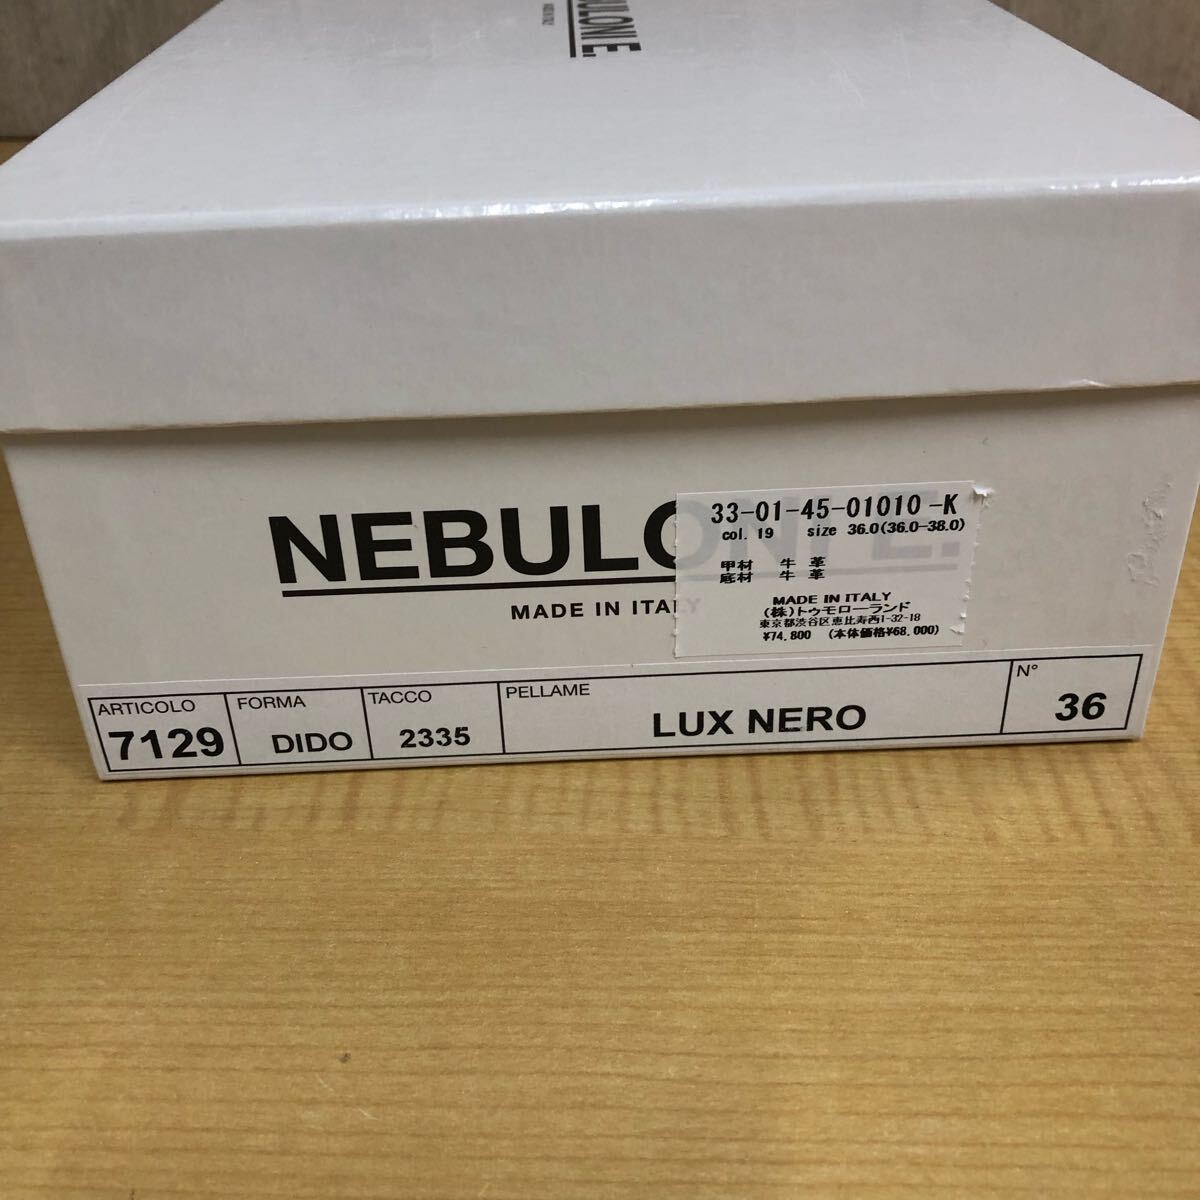 ULONI E.
NEBULONI E.
MADE IN ITALY
33-01-45-01010-K
col. 19 size 36.0(36.0-38.0)
甲材 牛革
底材 牛革
MADE IN ITALY
(株)トゥモローランド
東京都渋谷区恵比寿西1-32-18
¥74,800 (本体価格¥68,000)
ARTICOLO 7129
FORMA DIDO
TACCO 2335
PELLAME LUX NERO
N° 36